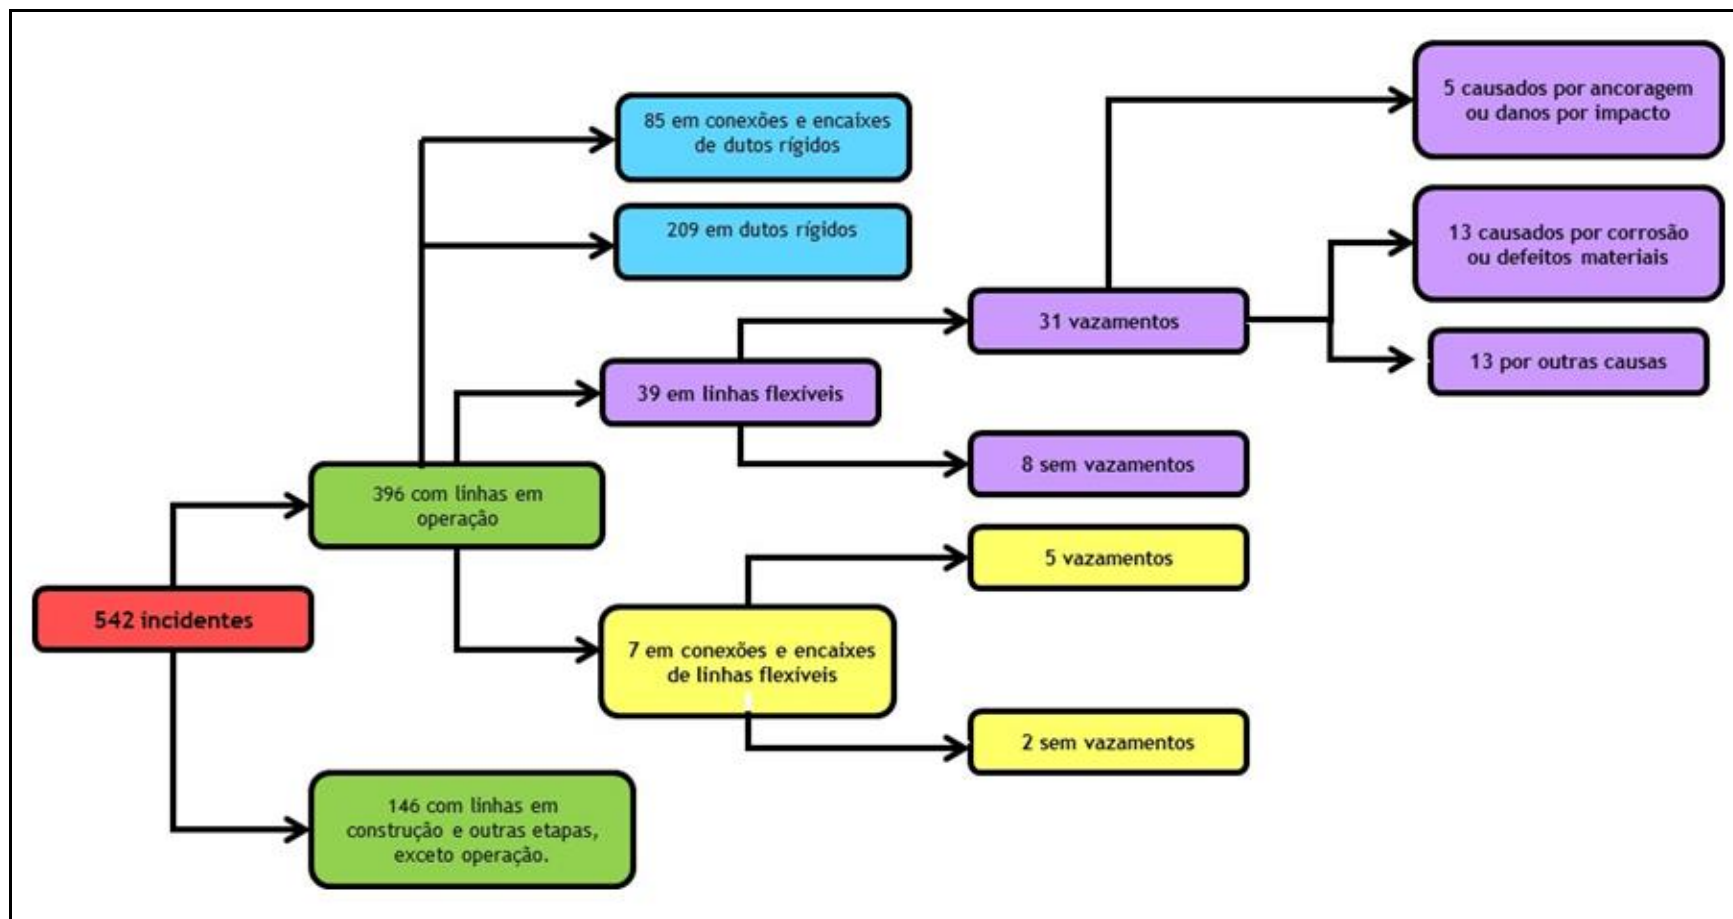 542 incidentes
396 com linhas em
operação
146 com linhas em
construção e outras etapas,
exceto operação.
85 em conexões e encaixes
de dutos rígidos
209 em dutos rígidos
39 em linhas flexíveis
7 em conexões e encaixes
de linhas flexíveis
31 vazamentos
8 sem vazamentos
5 vazamentos
2 sem vazamentos
5 causados por ancoragem
ou danos por impacto
13 causados por corrosão
ou defeitos materiais
13 por outras causas